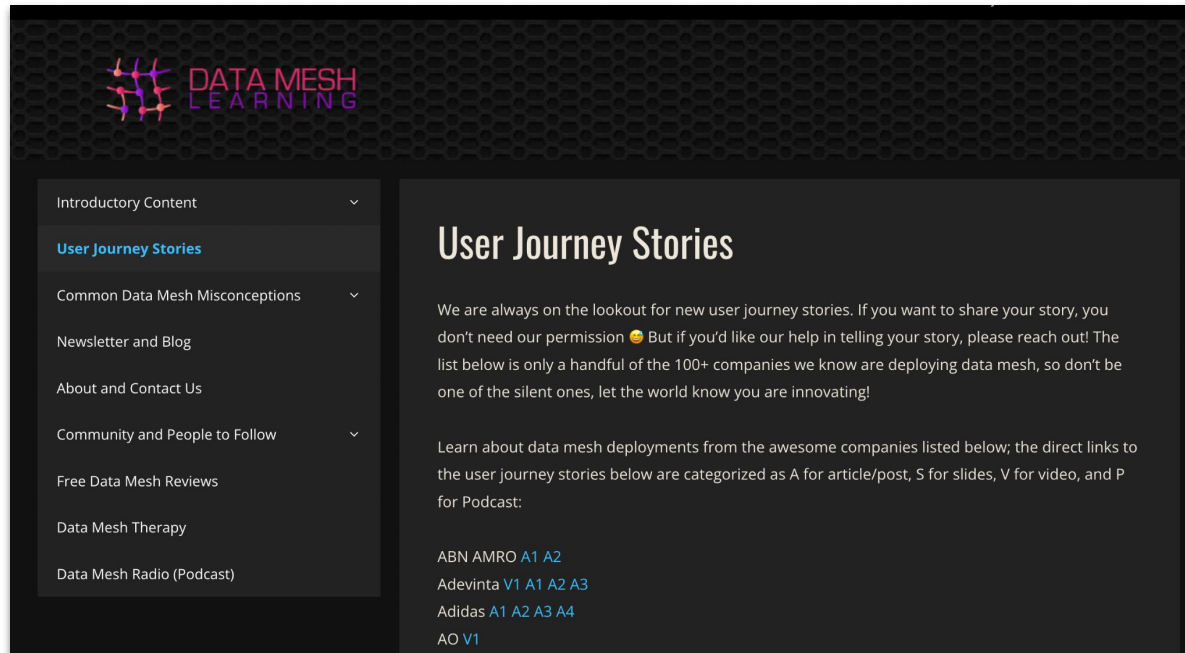 DATA MESH
LEARNING
Introductory Content
User Journey Stories
Common Data Mesh Misconceptions
Newsletter and Blog
About and Contact Us
Community and People to Follow
Free Data Mesh Reviews
Data Mesh Therapy
Data Mesh Radio (Podcast)
User Journey Stories
We are always on the lookout for new user journey stories. If you want to share your story, you
don't need our permission 😅 But if you'd like our help in telling your story, please reach out! The
list below is only a handful of the 100+ companies we know are deploying data mesh, so don't be
one of the silent ones, let the world know you are innovating!
Learn about data mesh deployments from the awesome companies listed below; the direct links to
the user journey stories below are categorized as A for article/post, S for slides, V for video, and P
for Podcast:
ABN AMRO A1 A2
Adevinta V1 A1 A2 A3
Adidas A1 A2 A3 A4
AO V1